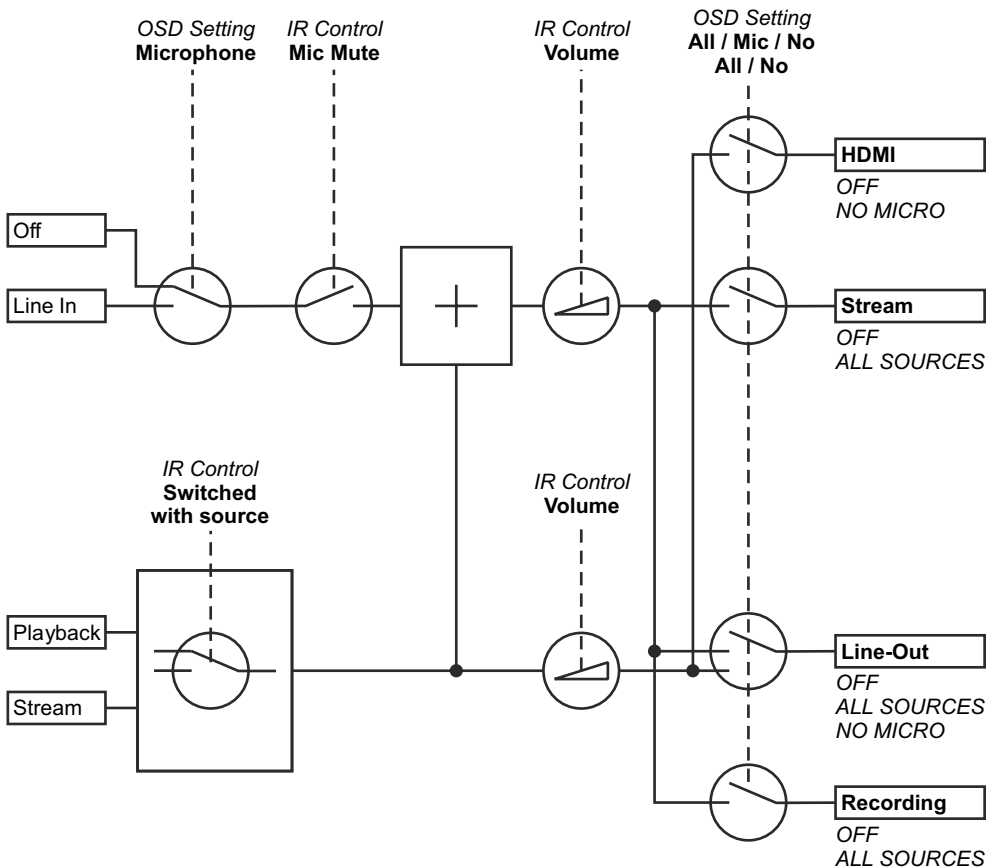 OSD Setting
Microphone
IR Control
Mic Mute
IR Control
Volume
OSD Setting
All / Mic / No
All / No
HDMI
OFF
NO MICRO
Off
Line In
Stream
OFF
ALL SOURCES
IR Control
Switched
with source
IR Control
Volume
Playback
Stream
Line-Out
OFF
ALL SOURCES
NO MICRO
Recording
OFF
ALL SOURCES